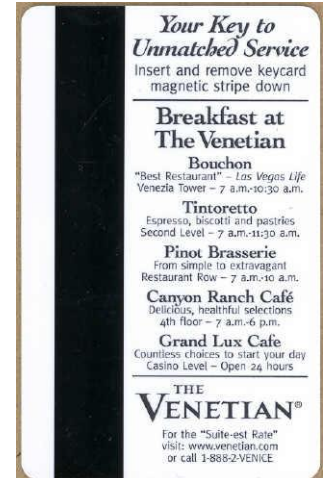 Your Key to
Unmatched Service
Insert and remove keycard
magnetic stripe down
Breakfast at
The Venetian
Bouchon
"Best Restaurant" – Las Vegas Life
Venezia Tower – 7 a.m.-10:30 a.m.
Tintoretto
Espresso, biscotti and pastries
Second Level – 7 a.m.-11:30 a.m.
Pinot Brasserie
From simple to extravagant
Restaurant Row – 7 a.m.-10 a.m.
Canyon Ranch Café
Delicious, healthful selections
4th floor – 7 a.m.-6 p.m.
Grand Lux Cafe
Countless choices to start your day
Casino Level – Open 24 hours
THE
VENETIAN®
For the "Suite-est Rate"
visit: www.venetian.com
or call 1-888-2-VENICE